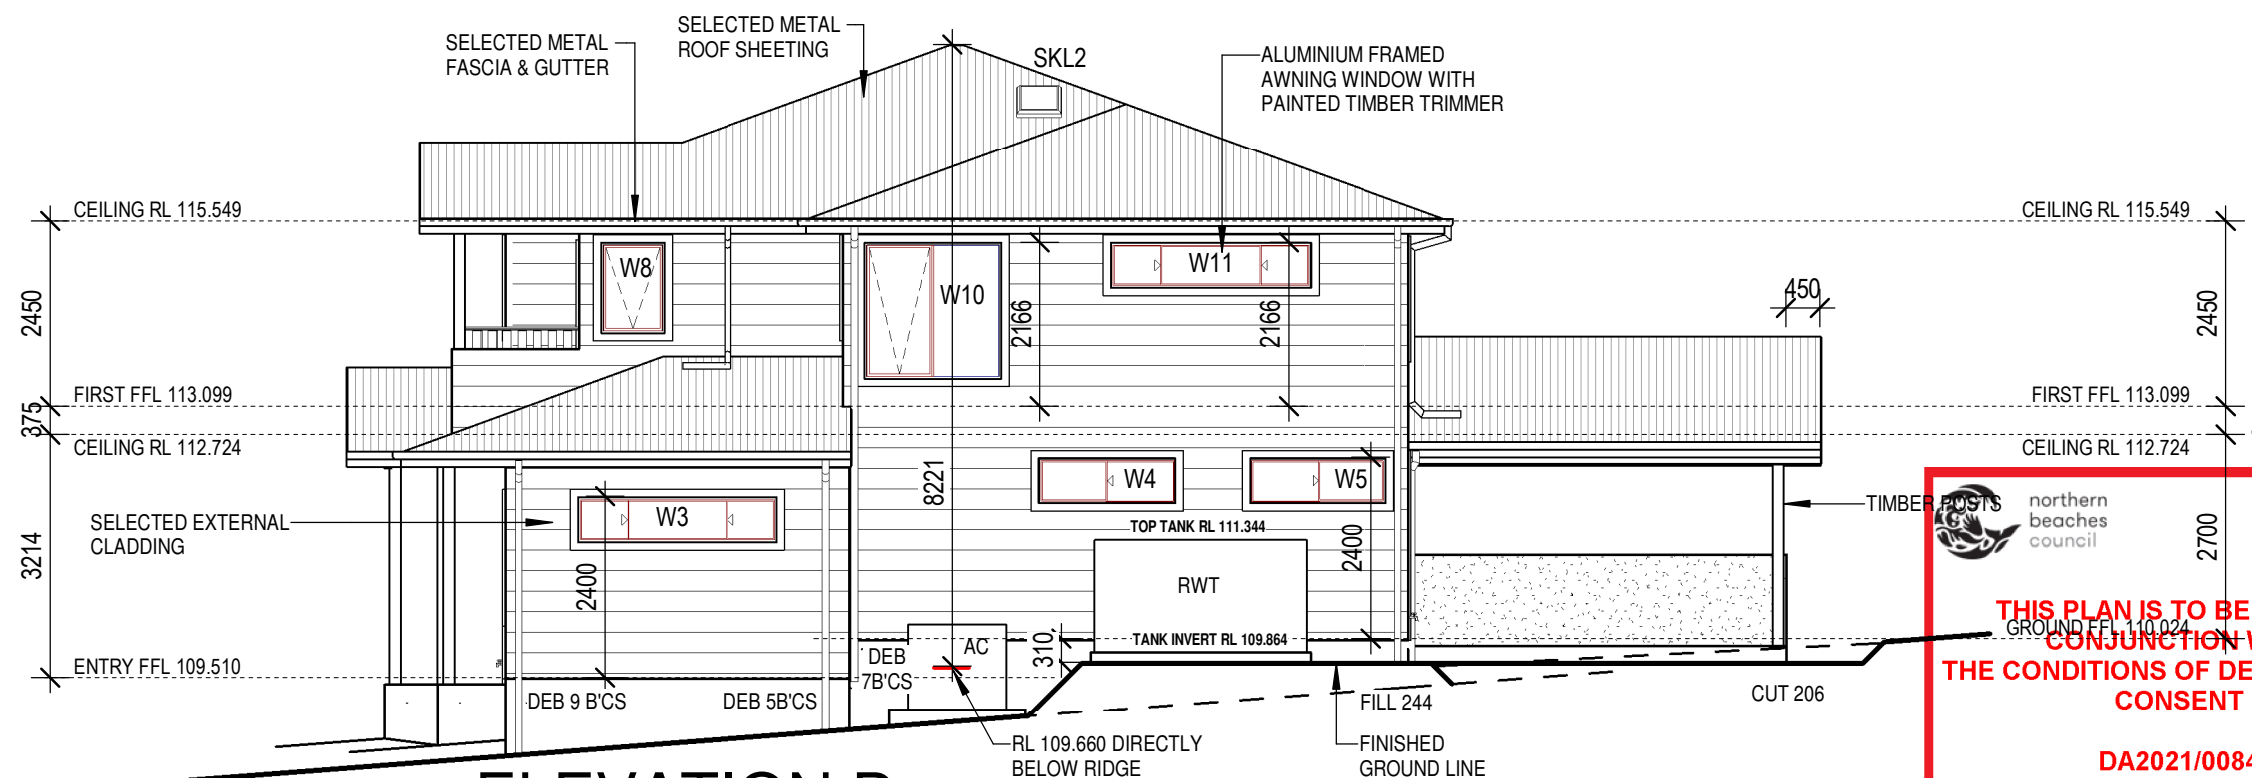 SELECTED METAL
FASCIA & GUTTER
SELECTED METAL
ROOF SHEETING
SKL2
ALUMINIUM FRAMED
AWNING WINDOW WITH
PAINTED TIMBER TRIMMER
CEILING RL 115.549
CEILING RL 115.549
W8
W10
W11
2450
2166
2166
450
2450
FIRST FFL 113.099
FIRST FFL 113.099
375
CEILING RL 112.724
CEILING RL 112.724
8221
W4
W5
SELECTED EXTERNAL
CLADDING
W3
TOP TANK RL 111.344
TIMBER POSTS
northern
beaches
council
3214
2400
2400
2700
RWT
THIS PLAN IS TO BE
GROUND FFL 110.024
CONJUNCTION
TANK INVERT RL 109.864
310
AC
DEB
7B'CS
ENTRY FFL 109.510
THE CONDITIONS OF DE
DEB 9 B'CS
DEB 5B'CS
FILL 244
CUT 206
CONSENT
RL 109.660 DIRECTLY
BELOW RIDGE
FINISHED
GROUND LINE
DA2021/0084